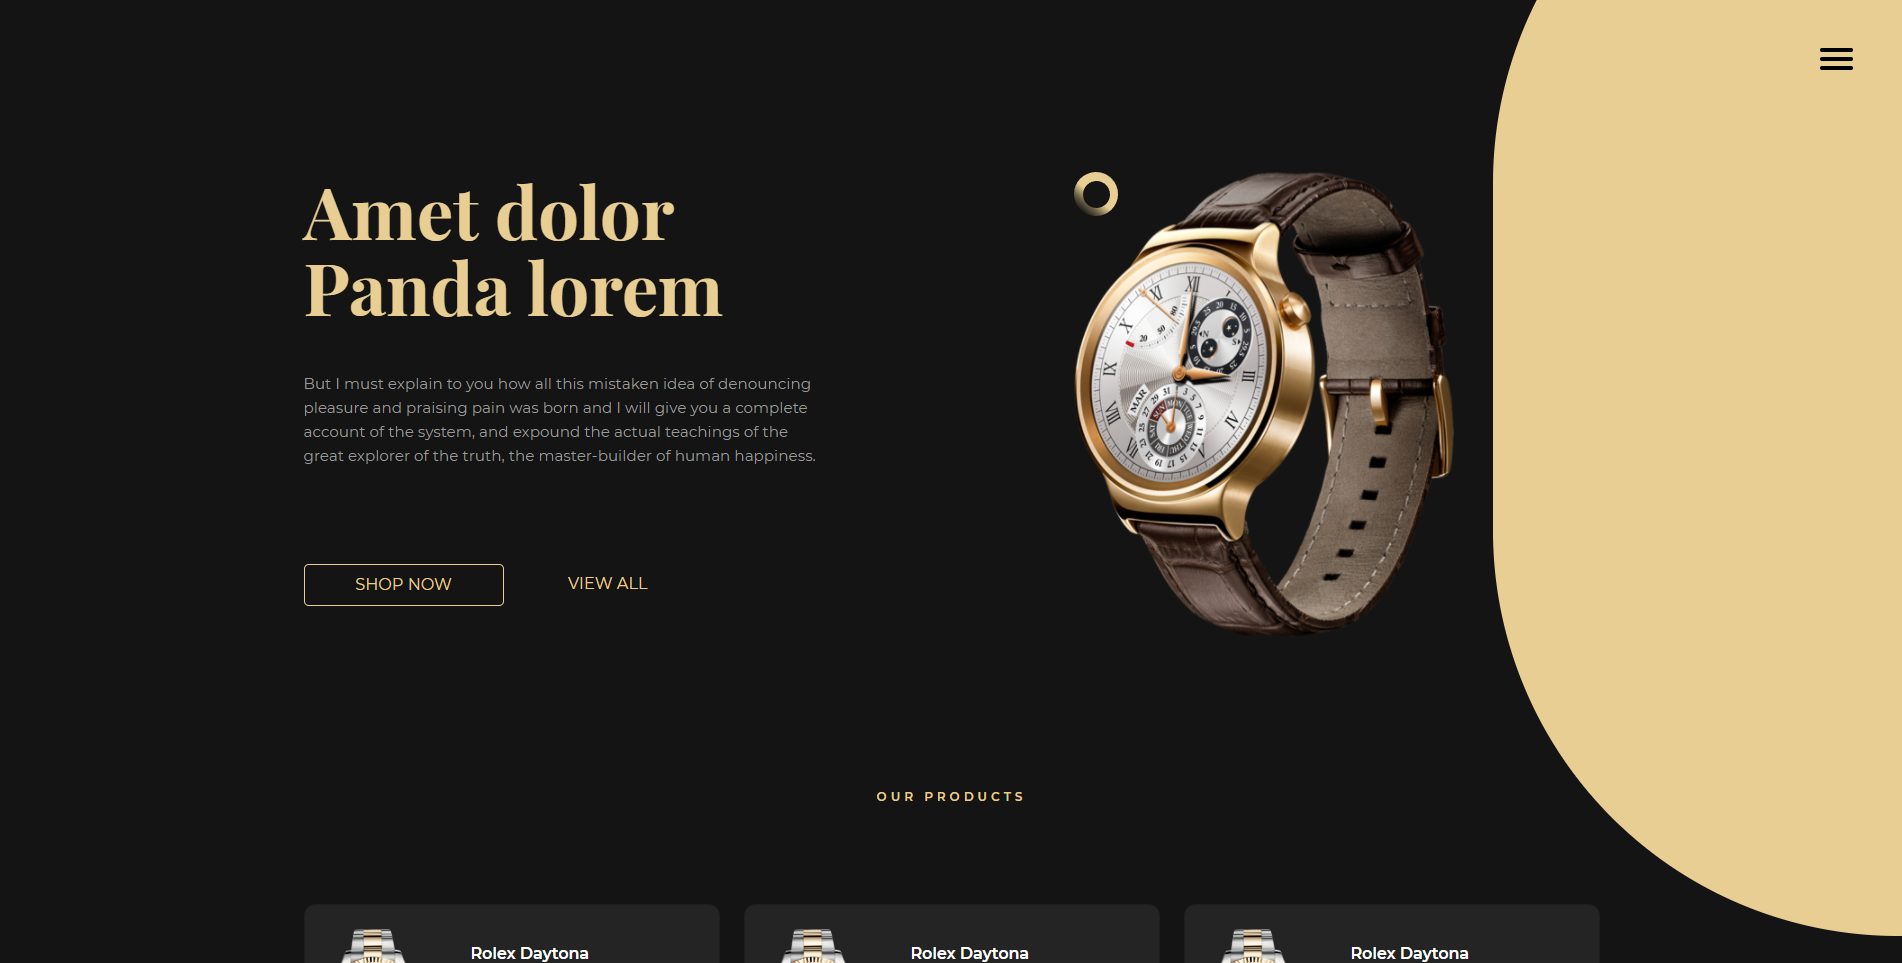 Amet dolor
Panda lorem
But I must explain to you how all this mistaken idea of denouncing
pleasure and praising pain was born and I will give you a complete
account of the system, and expound the actual teachings of the
great explorer of the truth, the master-builder of human happiness.
SHOP NOW
VIEW ALL
OUR PRODUCTS
Rolex Daytona
Rolex Daytona
Rolex Daytona